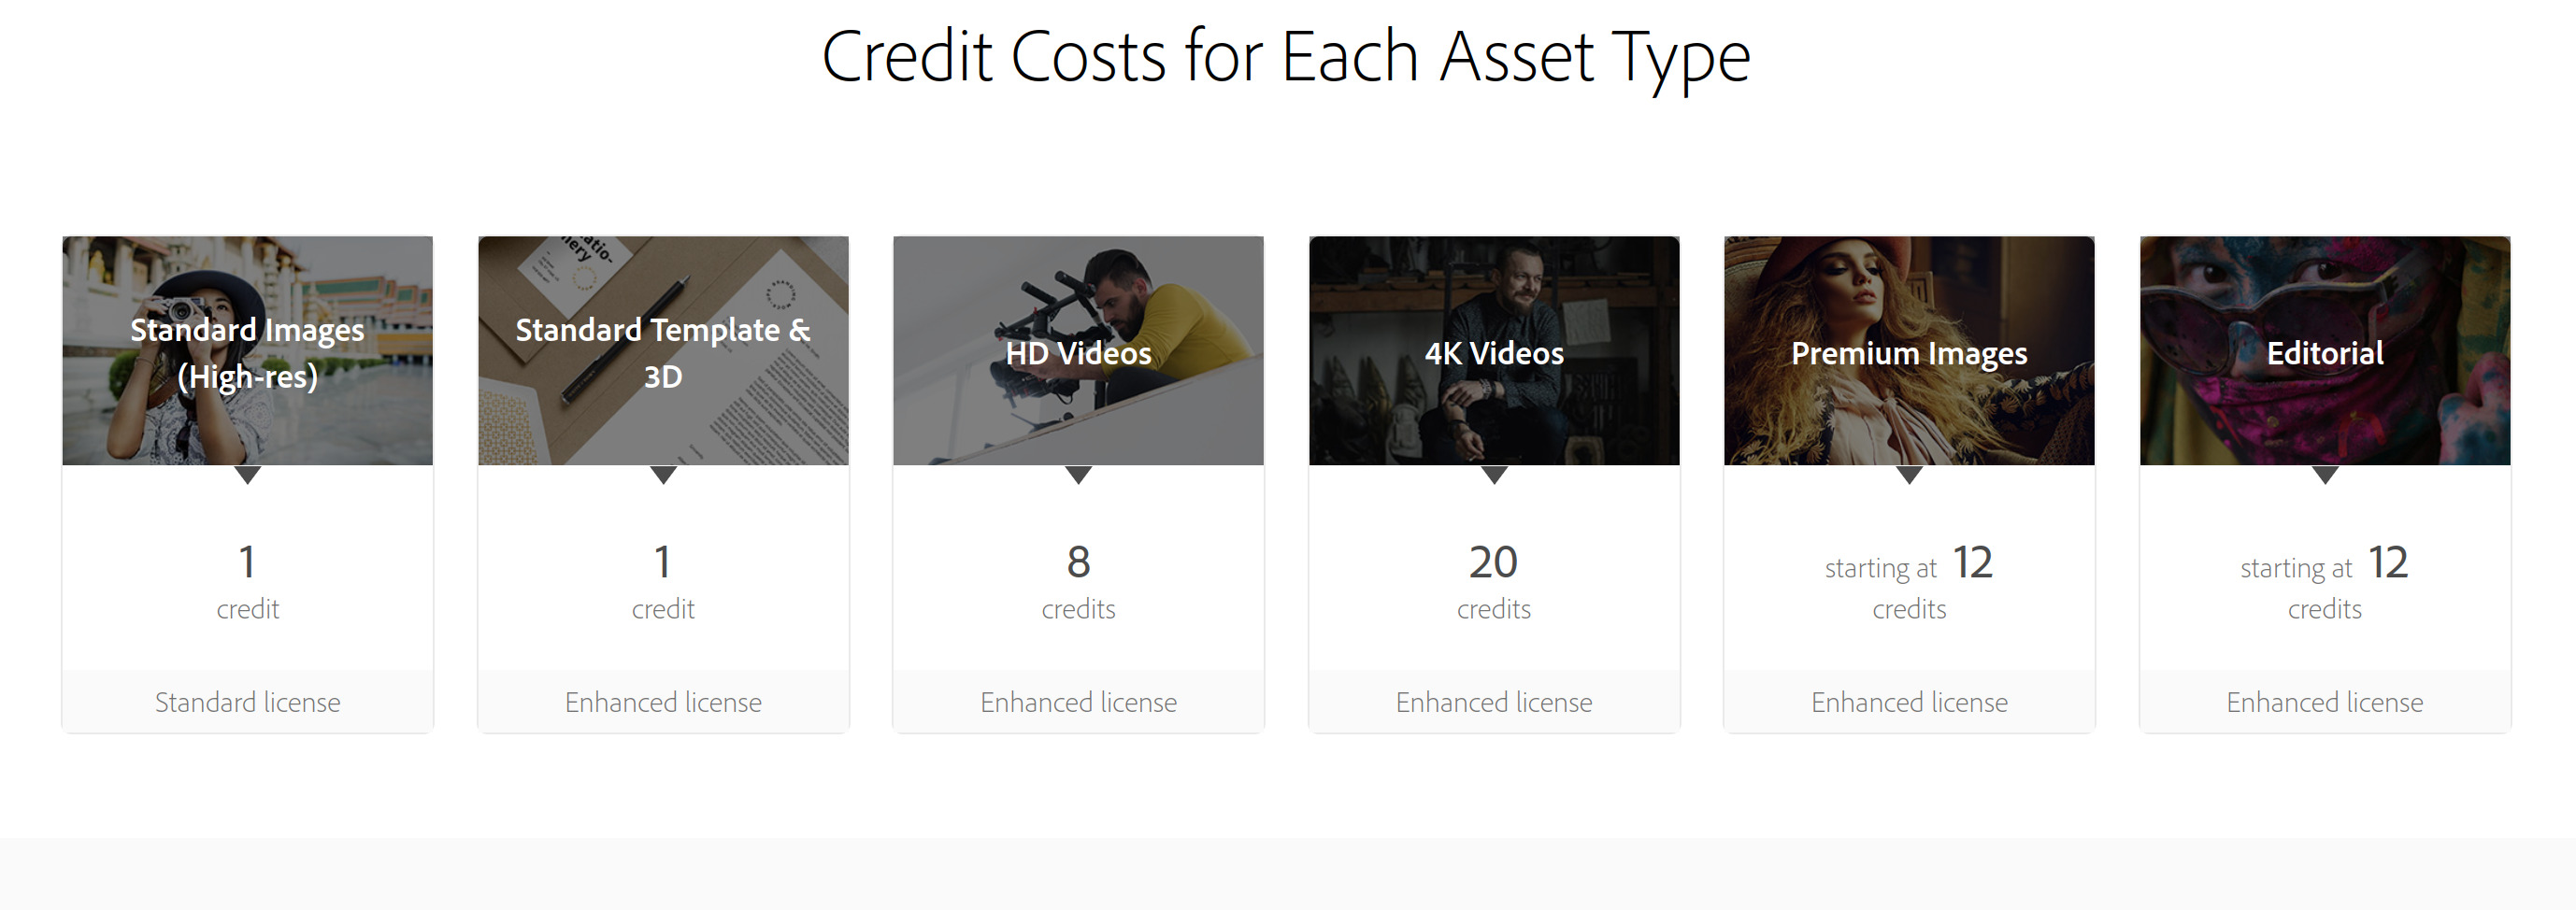 Credit Costs for Each Asset Type
Standard Images
(High-res)
Standard Template &
3D
HD Videos
4K Videos
Premium Images
Editorial
1
credit
1
credit
8
credits
20
credits
starting at 12
credits
starting at 12
credits
Standard license
Enhanced license
Enhanced license
Enhanced license
Enhanced license
Enhanced license